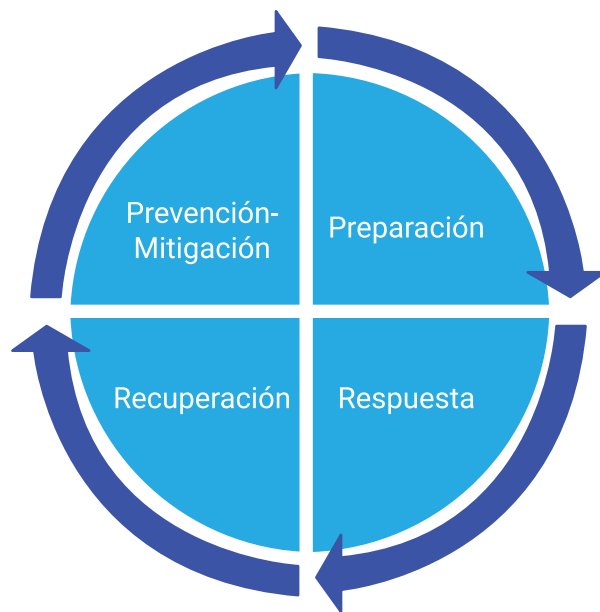 Prevención-
Mitigación
Preparación
Recuperación
Respuesta